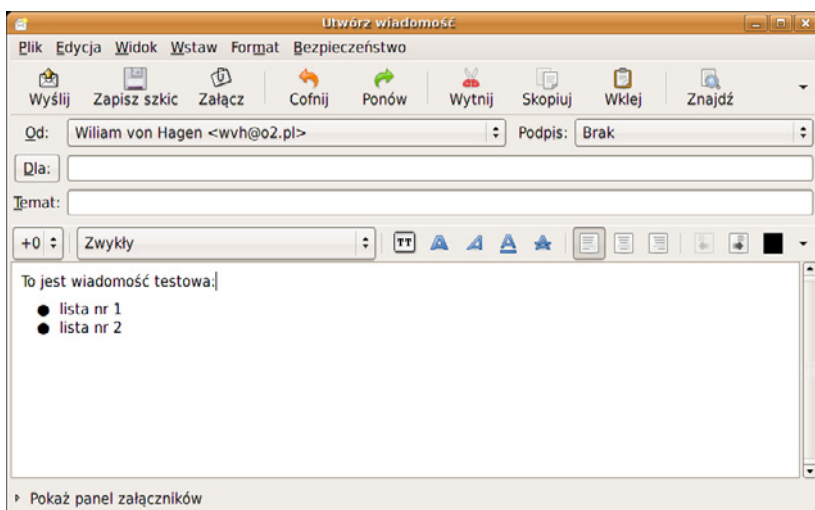 Utwórz wiadomość
Plik Edycja Widok Wstaw Format Bezpieczeństwo
Wyślij Zapisz szkic Załącz Cofnij Ponów Wytnij Skopiuj Wklej Znajdź
Od: Wiliam von Hagen <wvh@o2.pl> Podpis: Brak
Dla:
Temat:
+0 Zwykły TT A A A a
To jest wiadomość testowa:
● lista nr 1
● lista nr 2
Pokaż panel załączników